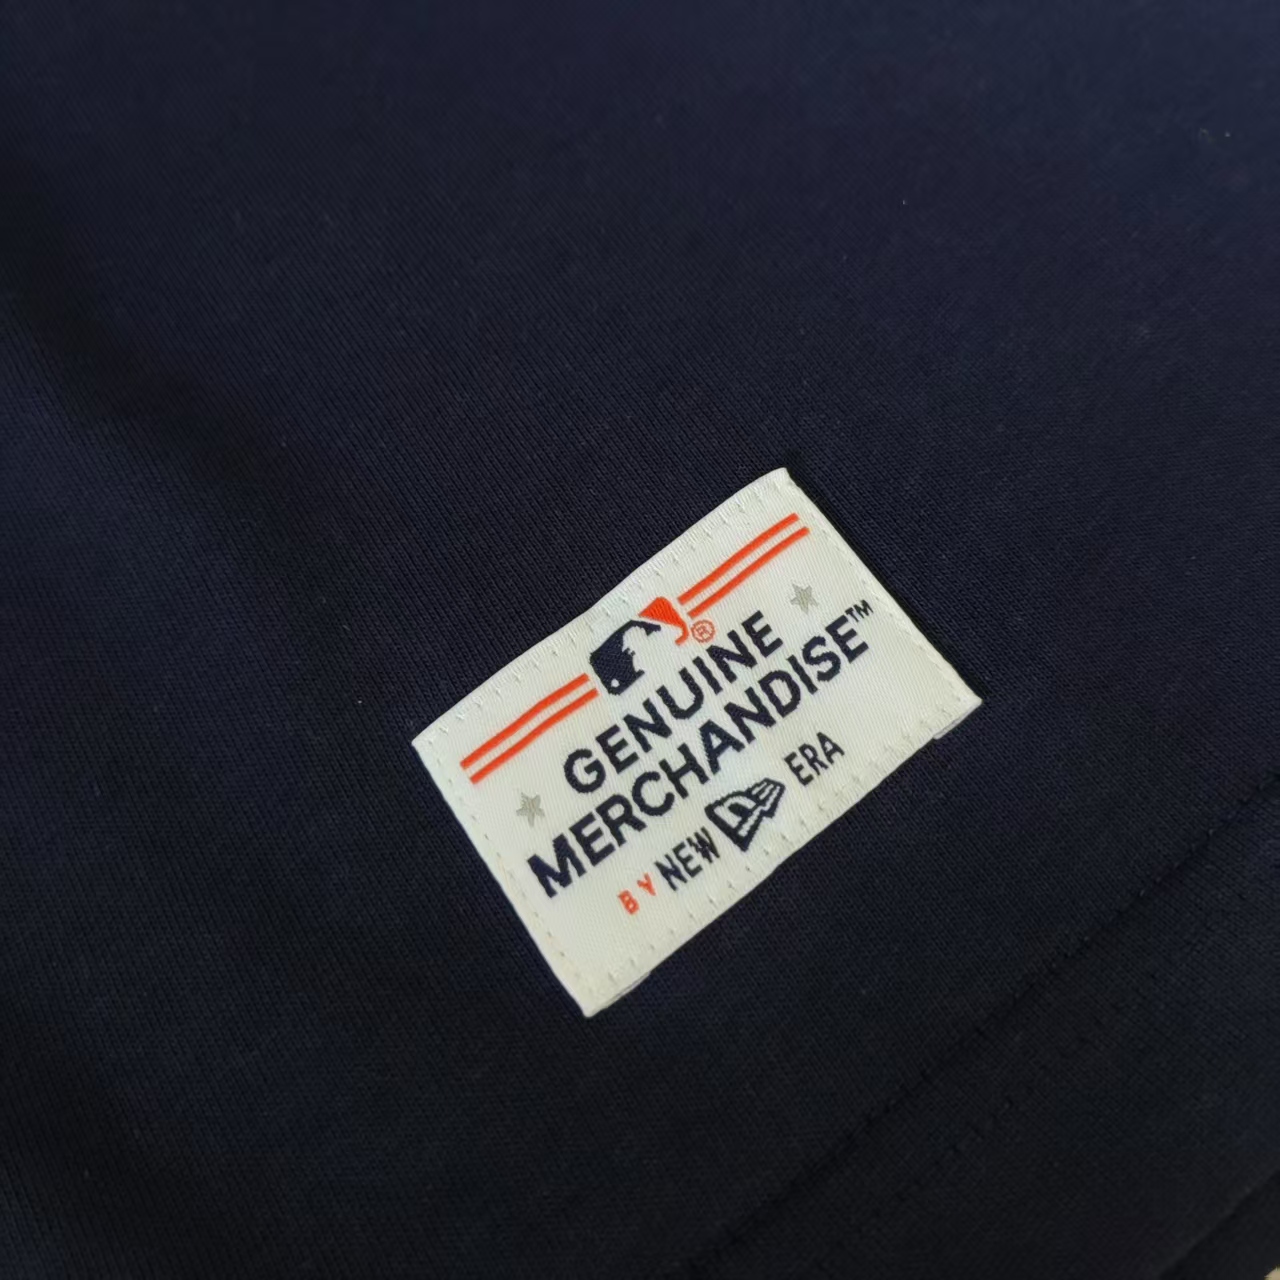 ®
GENUINE
MERCHANDISE™
BY NEW ERA